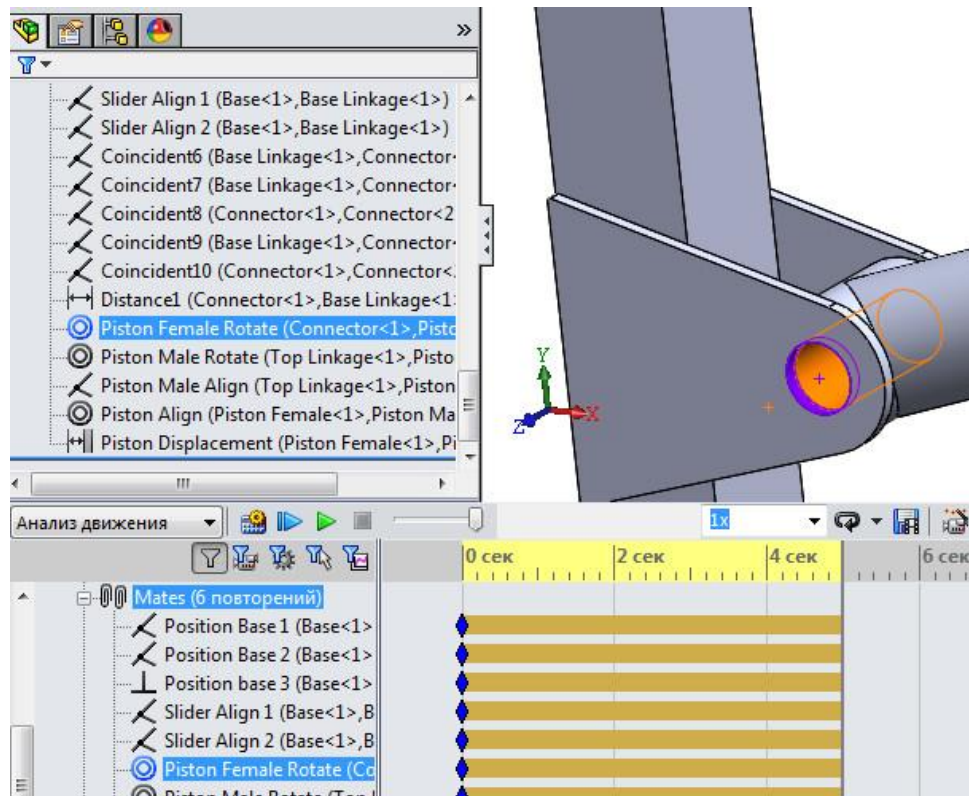 »
Slider Align 1 (Base<1>,Base Linkage<1>)
Slider Align 2 (Base<1>,Base Linkage<1>)
Coincident6 (Base Linkage<1>,Connector
Coincident7 (Base Linkage<1>,Connector
Coincident8 (Connector<1>,Connector<2
Coincident9 (Base Linkage<1>,Connector
Coincident10 (Connector<1>,Connector<
Distance1 (Connector<1>,Base Linkage<1
Piston Female Rotate (Connector<1>,Pisto
Piston Male Rotate (Top Linkage<1>,Pisto
Piston Male Align (Top Linkage<1>,Piston
Piston Align (Piston Female<1>,Piston Ma
Piston Displacement (Piston Female<1>,Pi
Y
X
Z
Анализ движения
1x
0 сек
2 сек
4 сек
6 сек
Mates (6 повторений)
Position Base 1 (Base<1>
Position Base 2 (Base<1>
Position base 3 (Base<1>
Slider Align 1 (Base<1>,B
Slider Align 2 (Base<1>,B
Piston Female Rotate (Co
Piston Male Rotate (Top L